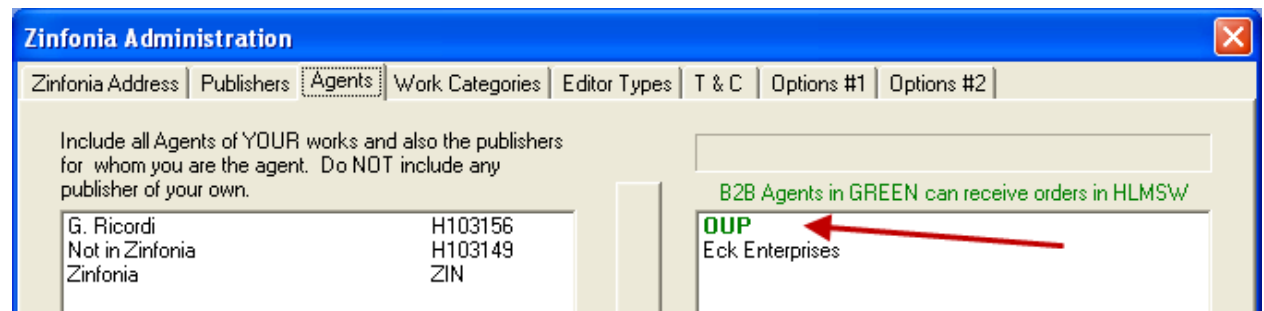 Zinfonia Administration
Zinfonia Address Publishers Agents Work Categories Editor Types T & C Options #1 Options #2
Include all Agents of YOUR works and also the publishers
for whom you are the agent. Do NOT include any
publisher of your own.
B2B Agents in GREEN can receive orders in HLMSW
G. Ricordi H103156
Not in Zinfonia H103149
Zinfonia ZIN
OUP
Eck Enterprises